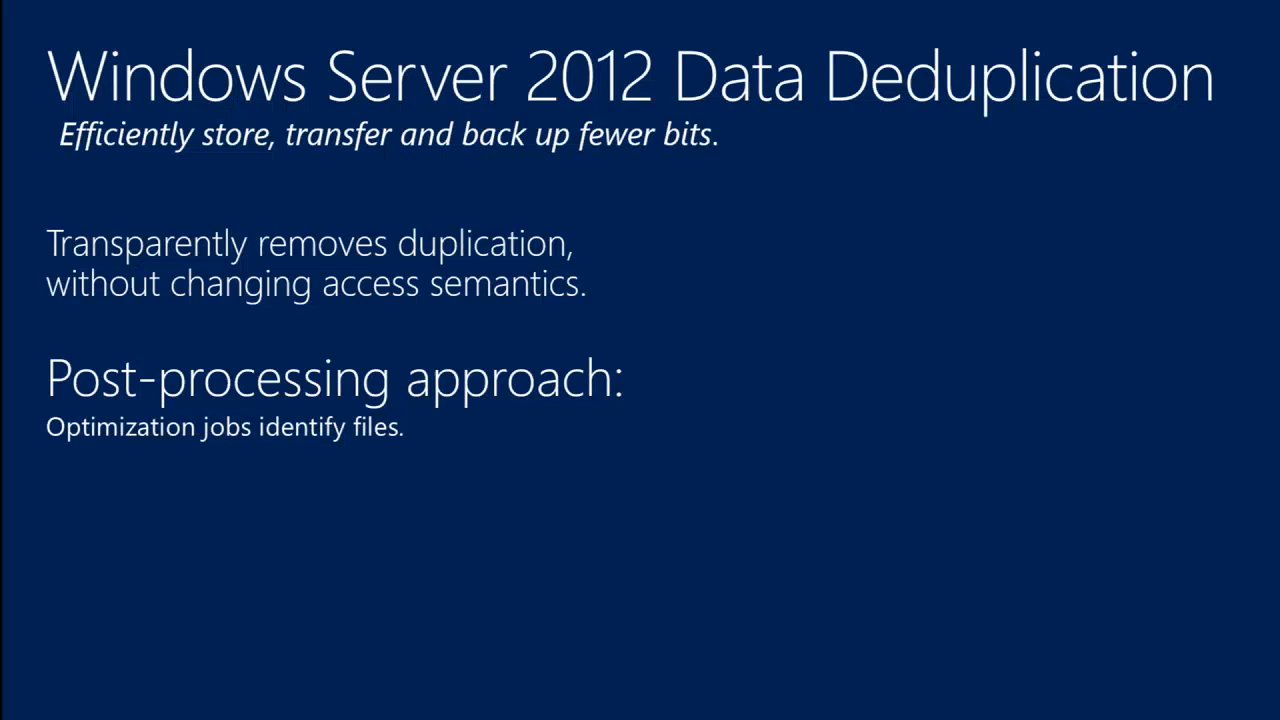 Windows Server 2012 Data Deduplication
Efficiently store, transfer and back up fewer bits.
Transparently removes duplication,
without changing access semantics.
Post-processing approach:
Optimization jobs identify files.